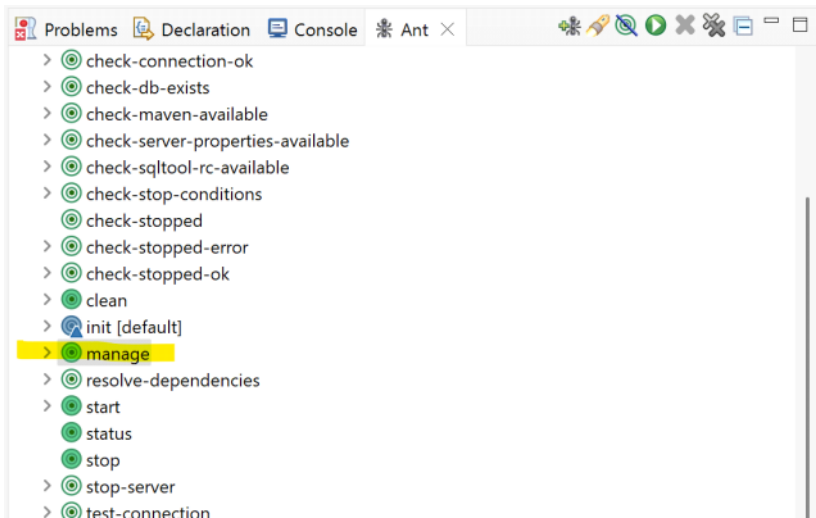 Problems Declaration Console Ant
check-connection-ok
check-db-exists
check-maven-available
check-server-properties-available
check-sqltool-rc-available
check-stop-conditions
check-stopped
check-stopped-error
check-stopped-ok
clean
init [default]
manage
resolve-dependencies
start
status
stop
stop-server
test-connection